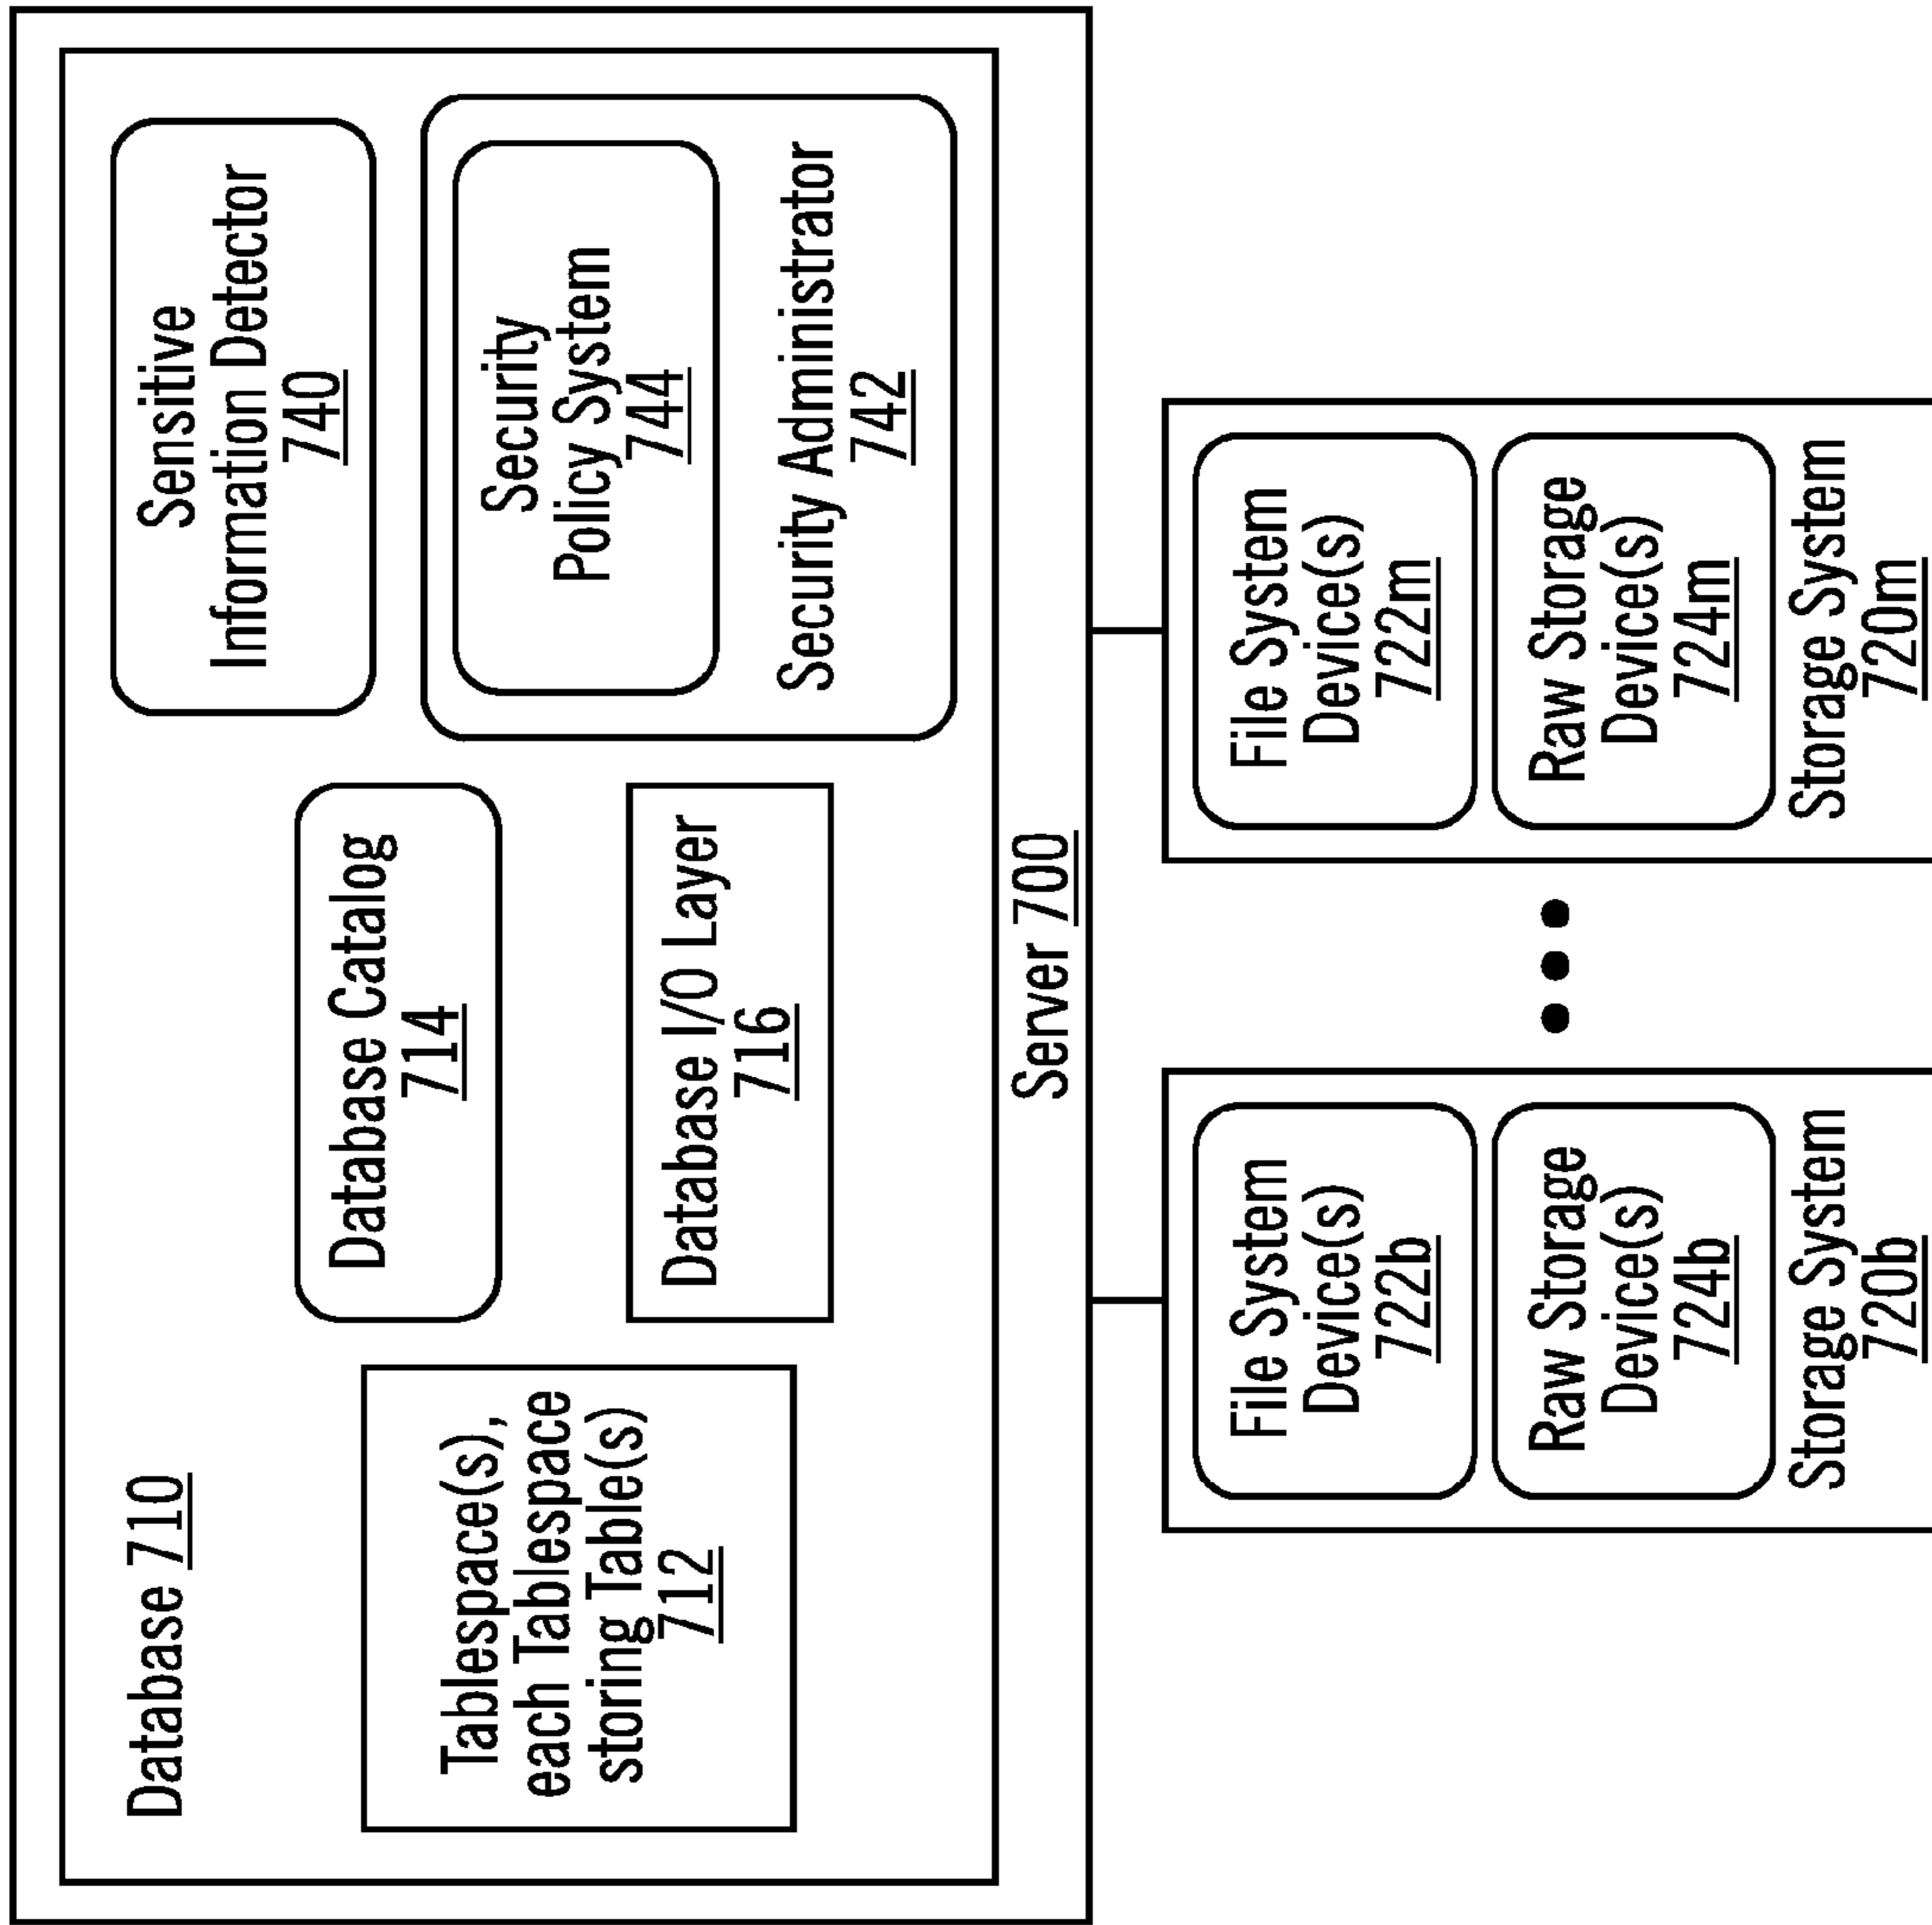 Database 710
Tablespace(s),
each Tablespace
storing Table(s)
712
Database Catalog
714
Database I/O Layer
716
Sensitive
Information Detector
740
Security
Policy System
744
Security Administrator
742
Server 700
File System
Device(s)
722b
Raw Storage
Device(s)
724b
Storage System
720b
File System
Device(s)
722m
Raw Storage
Device(s)
724m
Storage System
720m